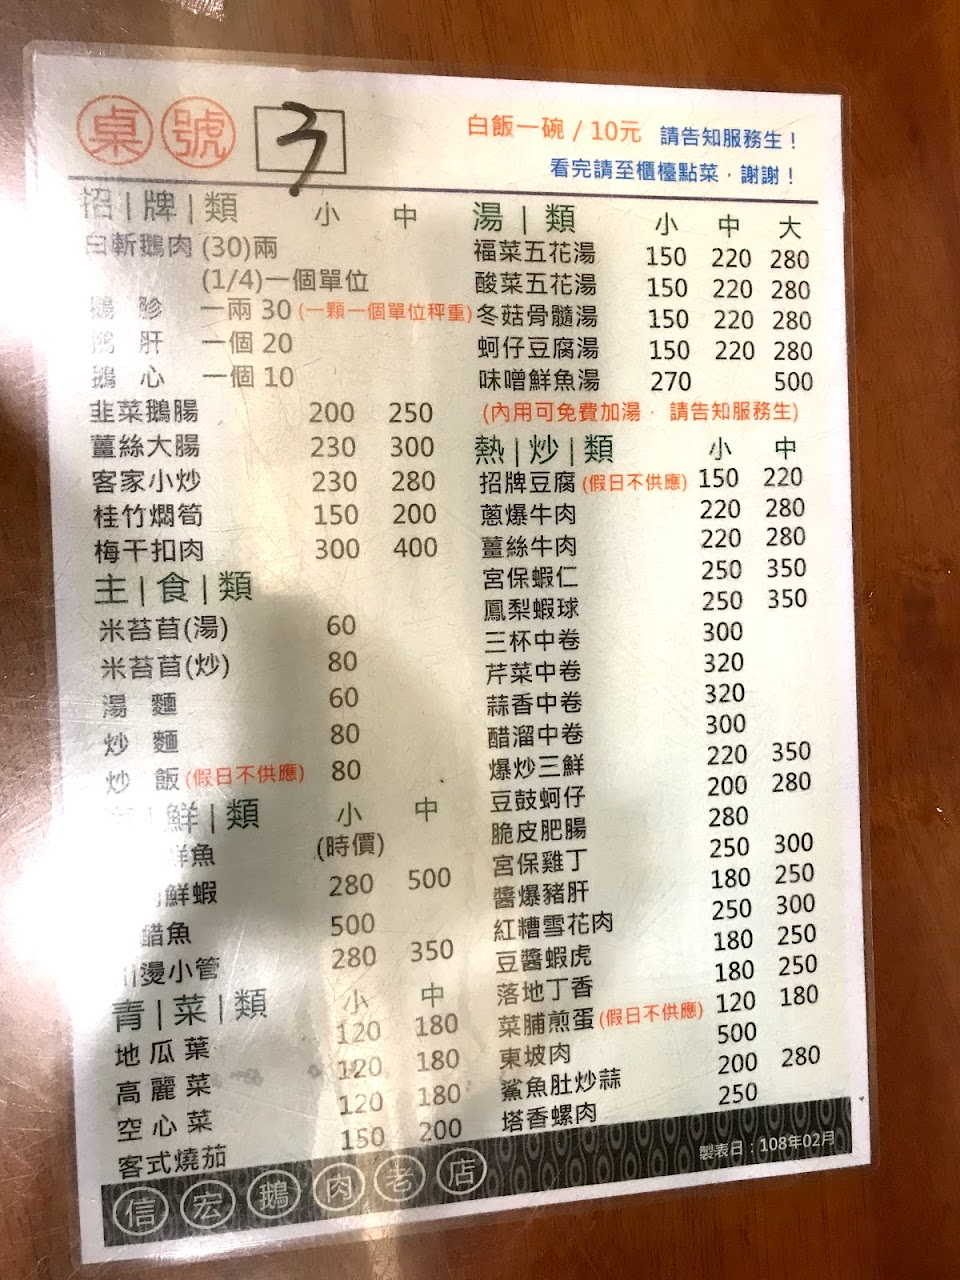 桌號 3
白飯一碗 / 10元 請告知服務生！
看完請至櫃檯點菜，謝謝！
招 | 牌 | 類 小 中
白斬鵝肉 (30)兩
(1/4)一個單位
鵝 胗 一兩 30 (一顆一個單位秤重)
鵝 肝 一個 20
鵝 心 一個 10
韭菜鵝腸 200 250
薑絲大腸 230 300
客家小炒 230 280
桂竹燜筍 150 200
梅干扣肉 300 400
主 | 食 | 類
米苔苜(湯) 60
米苔苜(炒) 80
湯 麵 60
炒 麵 80
炒 飯 (假日不供應) 80
鮮 | 類 小 中
鮮魚 (時價)
鮮蝦 280 500
醋魚 500
川燙小管 280 350
青 | 菜 | 類 小 中
地瓜葉 120 180
高麗菜 120 180
空心菜 120 180
客式燒茄 150 200
湯 | 類 小 中 大
福菜五花湯 150 220 280
酸菜五花湯 150 220 280
冬菇骨髓湯 150 220 280
蚵仔豆腐湯 150 220 280
味噌鮮魚湯 270 500
(內用可免費加湯， 請告知服務生)
熱 | 炒 | 類 小 中
招牌豆腐 (假日不供應) 150 220
蔥爆牛肉 220 280
薑絲牛肉 220 280
宮保蝦仁 250 350
鳳梨蝦球 250 350
三杯中卷 300
芹菜中卷 320
蒜香中卷 320
醋溜中卷 300
爆炒三鮮 220 350
豆鼓蚵仔 200 280
脆皮肥腸 280
宮保雞丁 250 300
醬爆豬肝 180 250
紅糟雪花肉 250 300
豆醬蝦虎 180 250
落地丁香 180 250
菜脯煎蛋 (假日不供應) 120 180
東坡肉 500
鯊魚肚炒蒜 200 280
塔香螺肉 250
信宏鵝肉老店
製表日：108年02月